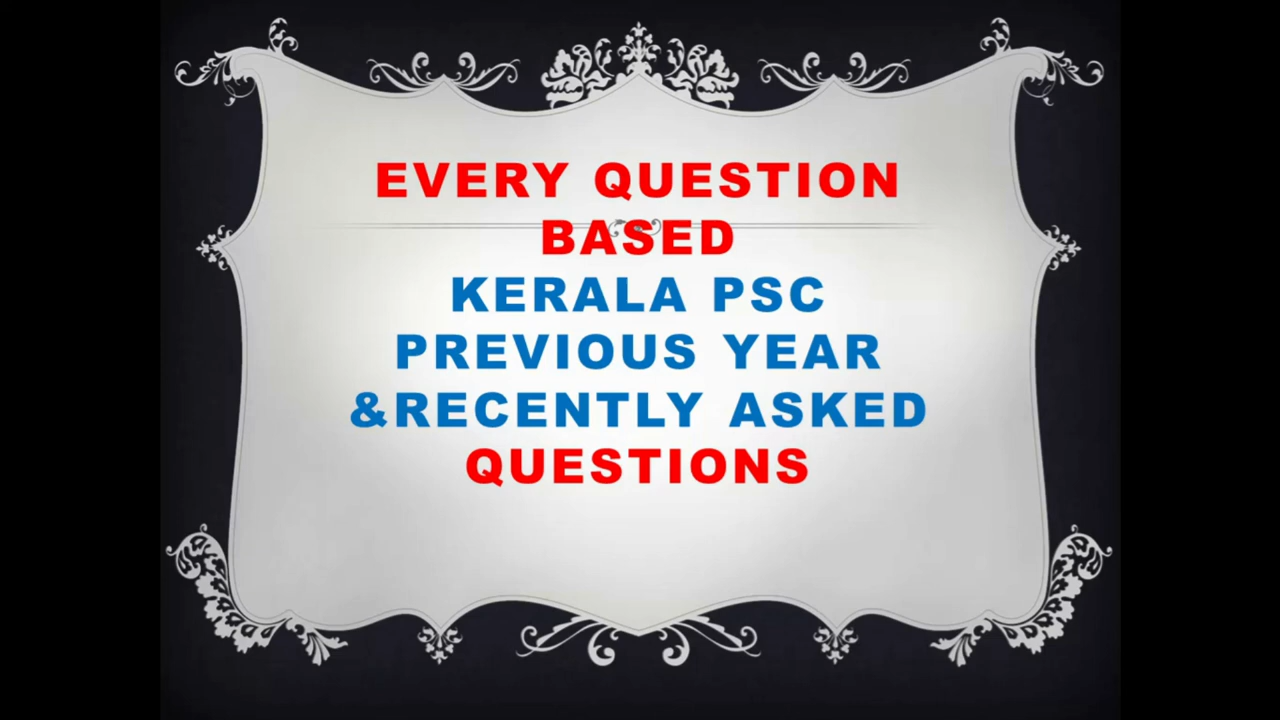 EVERY QUESTION
BASED
KERALA PSC
PREVIOUS YEAR
&RECENTLY ASKED
QUESTIONS